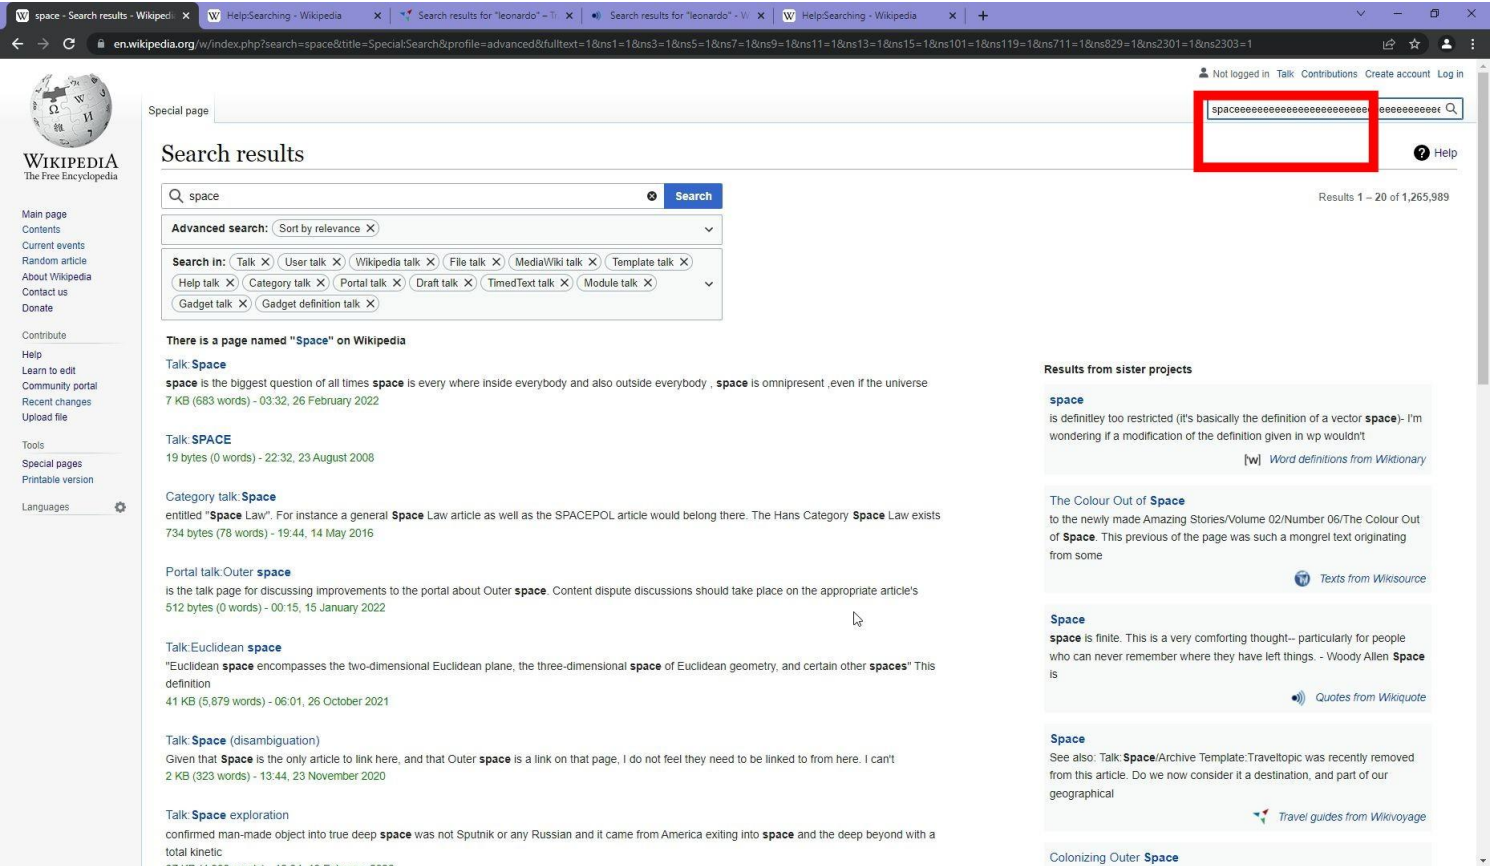 space - Search results - Wikiped
Help:Searching - Wikipedia
Search results for "leonardo" – T
Search results for "leonardo" - W
Help:Searching - Wikipedia
en.wikipedia.org/w/index.php?search=space&title=Special:Search&profile=advanced&fulltext=1&ns1=1&ns3=1&ns5=1&ns7=1&ns9=1&ns11=1&ns13=1&ns15=1&ns101=1&ns119=1&ns711=1&ns829=1&ns2301=1&ns2303=1
Not logged in Talk Contributions Create account Log in
Special page
WIKIPEDIA
The Free Encyclopedia
Search results
Help
space
Search
Results 1 – 20 of 1,265,989
Advanced search: Sort by relevance
Search in: Talk User talk Wikipedia talk File talk MediaWiki talk Template talk
Help talk Category talk Portal talk Draft talk TimedText talk Module talk
Gadget talk Gadget definition talk
Main page
Contents
Current events
Random article
About Wikipedia
Contact us
Donate
Contribute
Help
Learn to edit
Community portal
Recent changes
Upload file
Tools
Special pages
Printable version
Languages
There is a page named "Space" on Wikipedia
Talk:Space
space is the biggest question of all times space is every where inside everybody and also outside everybody , space is omnipresent ,even if the universe
7 KB (683 words) - 03:32, 26 February 2022
Talk:SPACE
19 bytes (0 words) - 22:32, 23 August 2008
Category talk:Space
entitled "Space Law". For instance a general Space Law article as well as the SPACEPOL article would belong there. The Hans Category Space Law exists
734 bytes (78 words) - 19:44, 14 May 2016
Portal talk:Outer space
is the talk page for discussing improvements to the portal about Outer space. Content dispute discussions should take place on the appropriate article's
512 bytes (0 words) - 00:15, 15 January 2022
Talk:Euclidean space
"Euclidean space encompasses the two-dimensional Euclidean plane, the three-dimensional space of Euclidean geometry, and certain other spaces" This
definition
41 KB (5,879 words) - 06:01, 26 October 2021
Talk:Space (disambiguation)
Given that Space is the only article to link here, and that Outer space is a link on that page, I do not feel they need to be linked to from here. I can't
2 KB (323 words) - 13:44, 23 November 2020
Talk:Space exploration
confirmed man-made object into true deep space was not Sputnik or any Russian and it came from America exiting into space and the deep beyond with a
total kinetic
Results from sister projects
space
is definitley too restricted (it's basically the definition of a vector space)- I'm
wondering if a modification of the definition given in wp wouldn't
['w] Word definitions from Wiktionary
The Colour Out of Space
to the newly made Amazing Stories/Volume 02/Number 06/The Colour Out
of Space. This previous of the page was such a mongrel text originating
from some
Texts from Wikisource
Space
space is finite. This is a very comforting thought-- particularly for people
who can never remember where they have left things. - Woody Allen Space
is
Quotes from Wikiquote
Space
See also: Talk:Space/Archive Template:Traveltopic was recently removed
from this article. Do we now consider it a destination, and part of our
geographical
Travel guides from Wikivoyage
Colonizing Outer Space